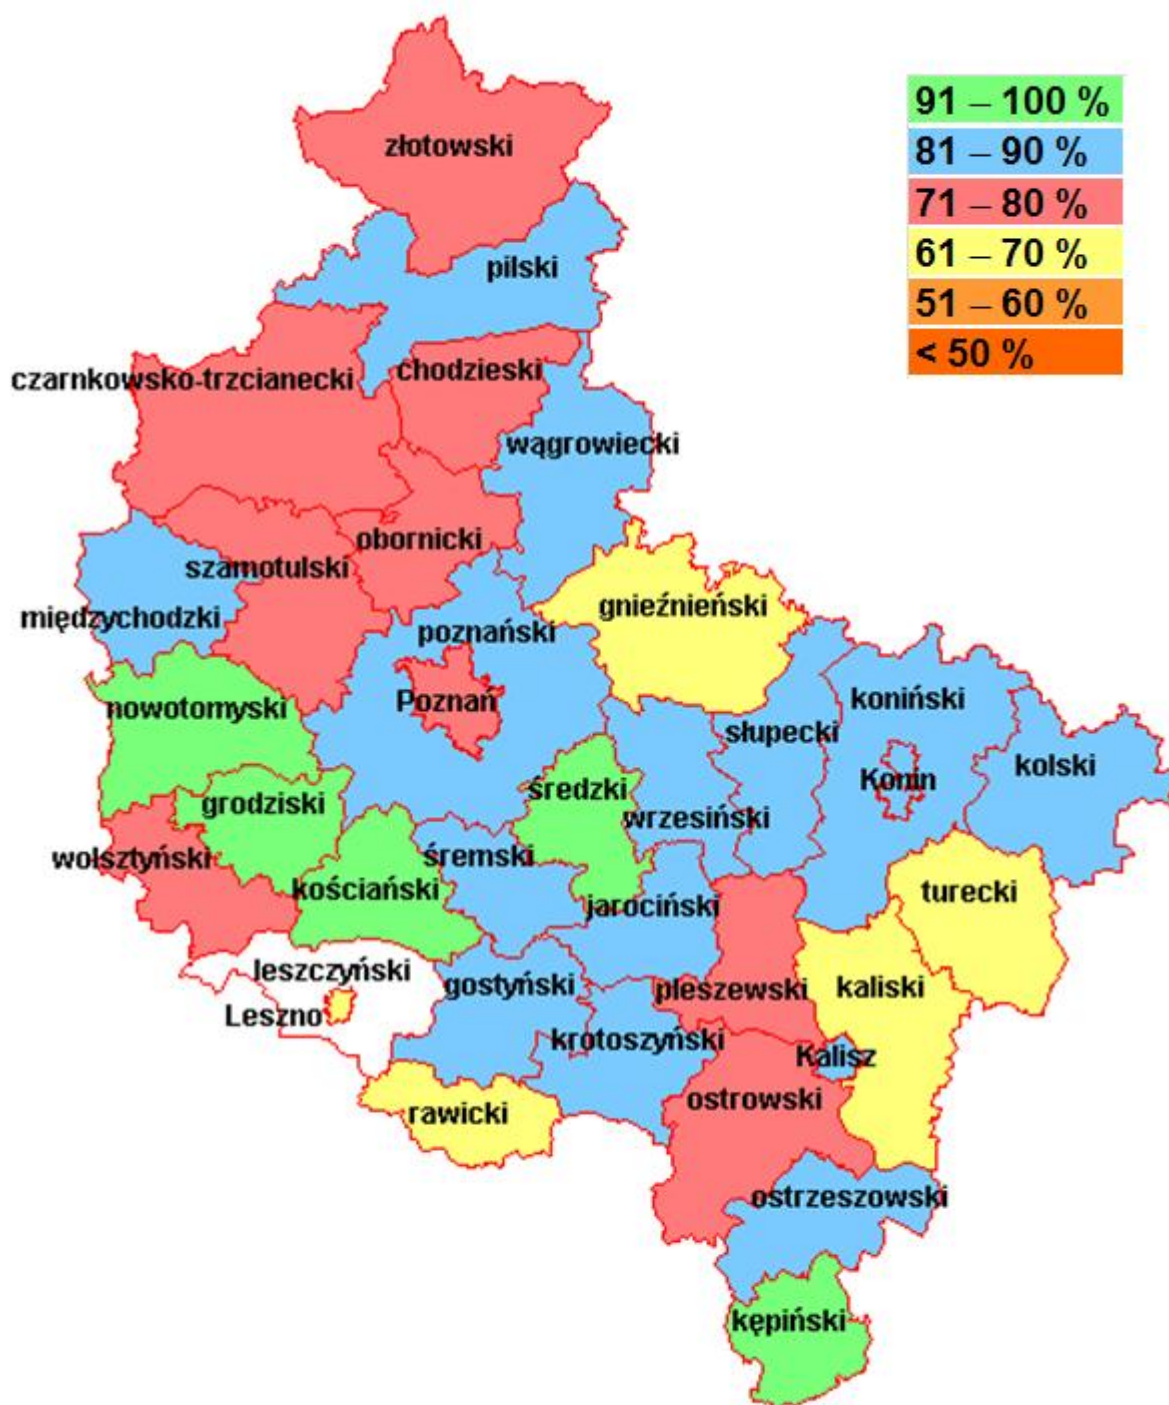 91 – 100 %
81 – 90 %
71 – 80 %
61 – 70 %
51 – 60 %
< 50 %
złotowski
pilski
czarnkowsko-trzcianecki
chodzieski
wągrowiecki
obornicki
szamotulski
międzychodzki
gnieźnieński
poznański
Poznań
nowotomyski
koniński
słupecki
Konin
kolski
grodziski
średzki
wrzesiński
wolsztyński
śremski
kościański
jarociński
turecki
leszczyński
Leszno
gostyński
pleszewski
kaliski
krotoszyński
Kalisz
rawicki
ostrowski
ostrzeszowski
kępiński